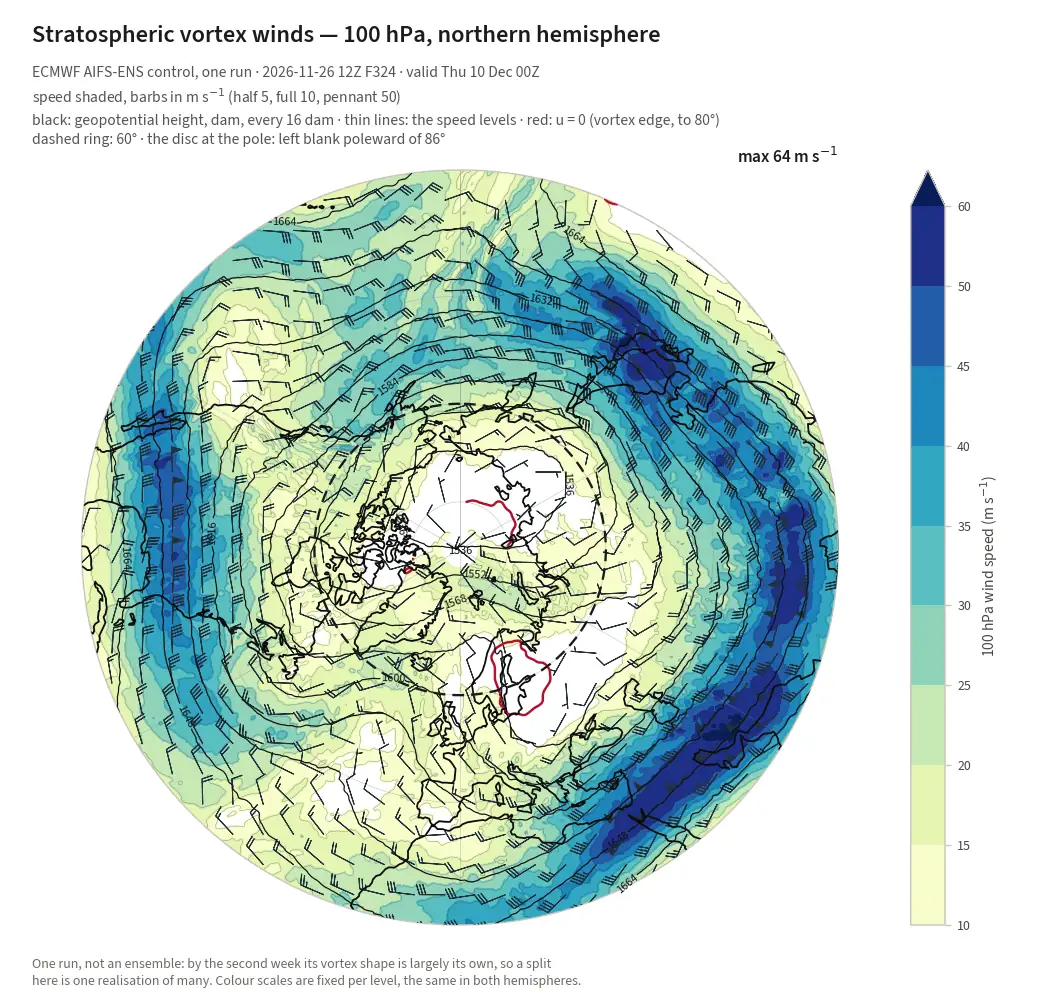 Stratospheric vortex winds — 100 hPa, northern hemisphere
ECMWF AIFS-ENS control, one run · 2026-11-26 12Z F324 · valid Thu 10 Dec 00Z
speed shaded, barbs in m s⁻¹ (half 5, full 10, pennant 50)
black: geopotential height, dam, every 16 dam · thin lines: the speed levels · red: u = 0 (vortex edge, to 80°)
dashed ring: 60° · the disc at the pole: left blank poleward of 86°
max 64 m s⁻¹
1664
1664
1632
1584
1536
1536
1552
1568
1600
1664
1648
1664
60
50
45
40
35
30
25
20
15
10
100 hPa wind speed (m s⁻¹)
One run, not an ensemble: by the second week its vortex shape is largely its own, so a split
here is one realisation of many. Colour scales are fixed per level, the same in both hemispheres.